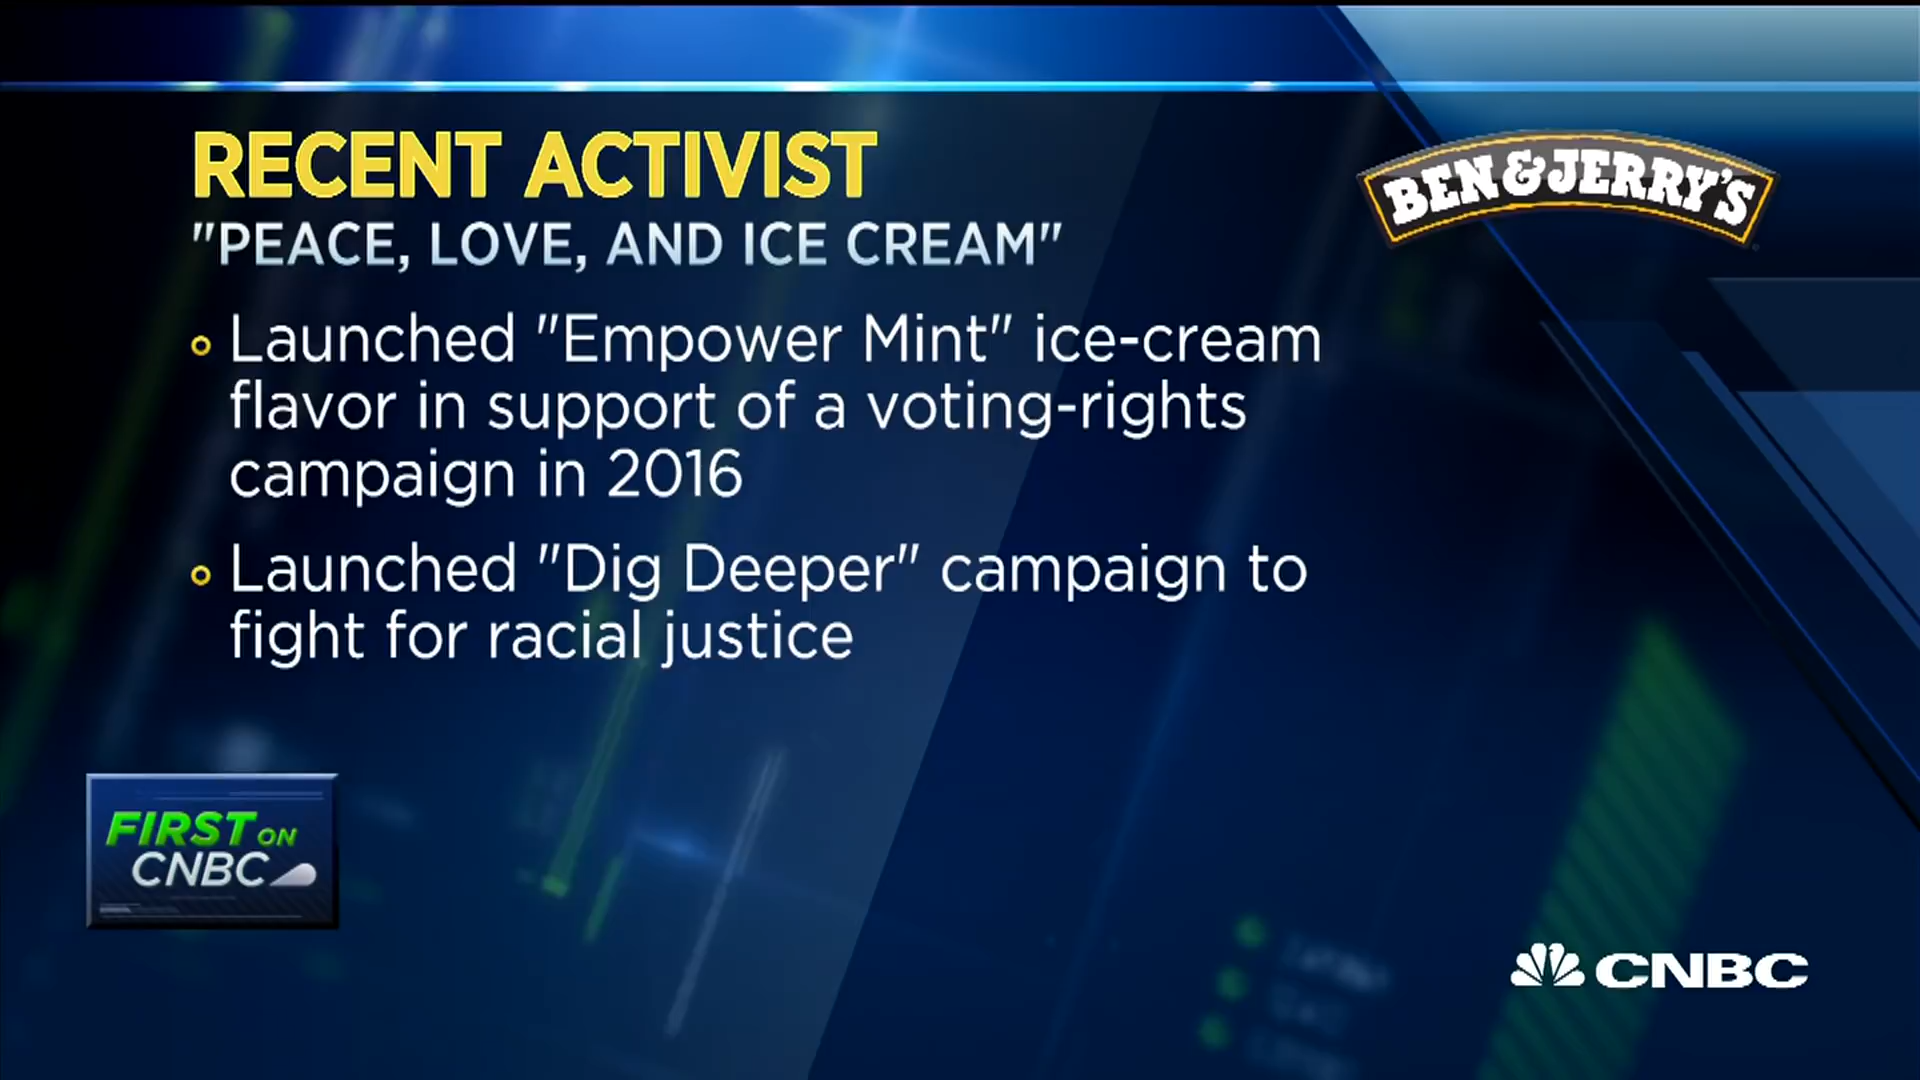 RECENT ACTIVIST
"PEACE, LOVE, AND ICE CREAM"
BEN & JERRY'S
Launched "Empower Mint" ice-cream
flavor in support of a voting-rights
campaign in 2016
Launched "Dig Deeper" campaign to
fight for racial justice
FIRST ON
CNBC
CNBC